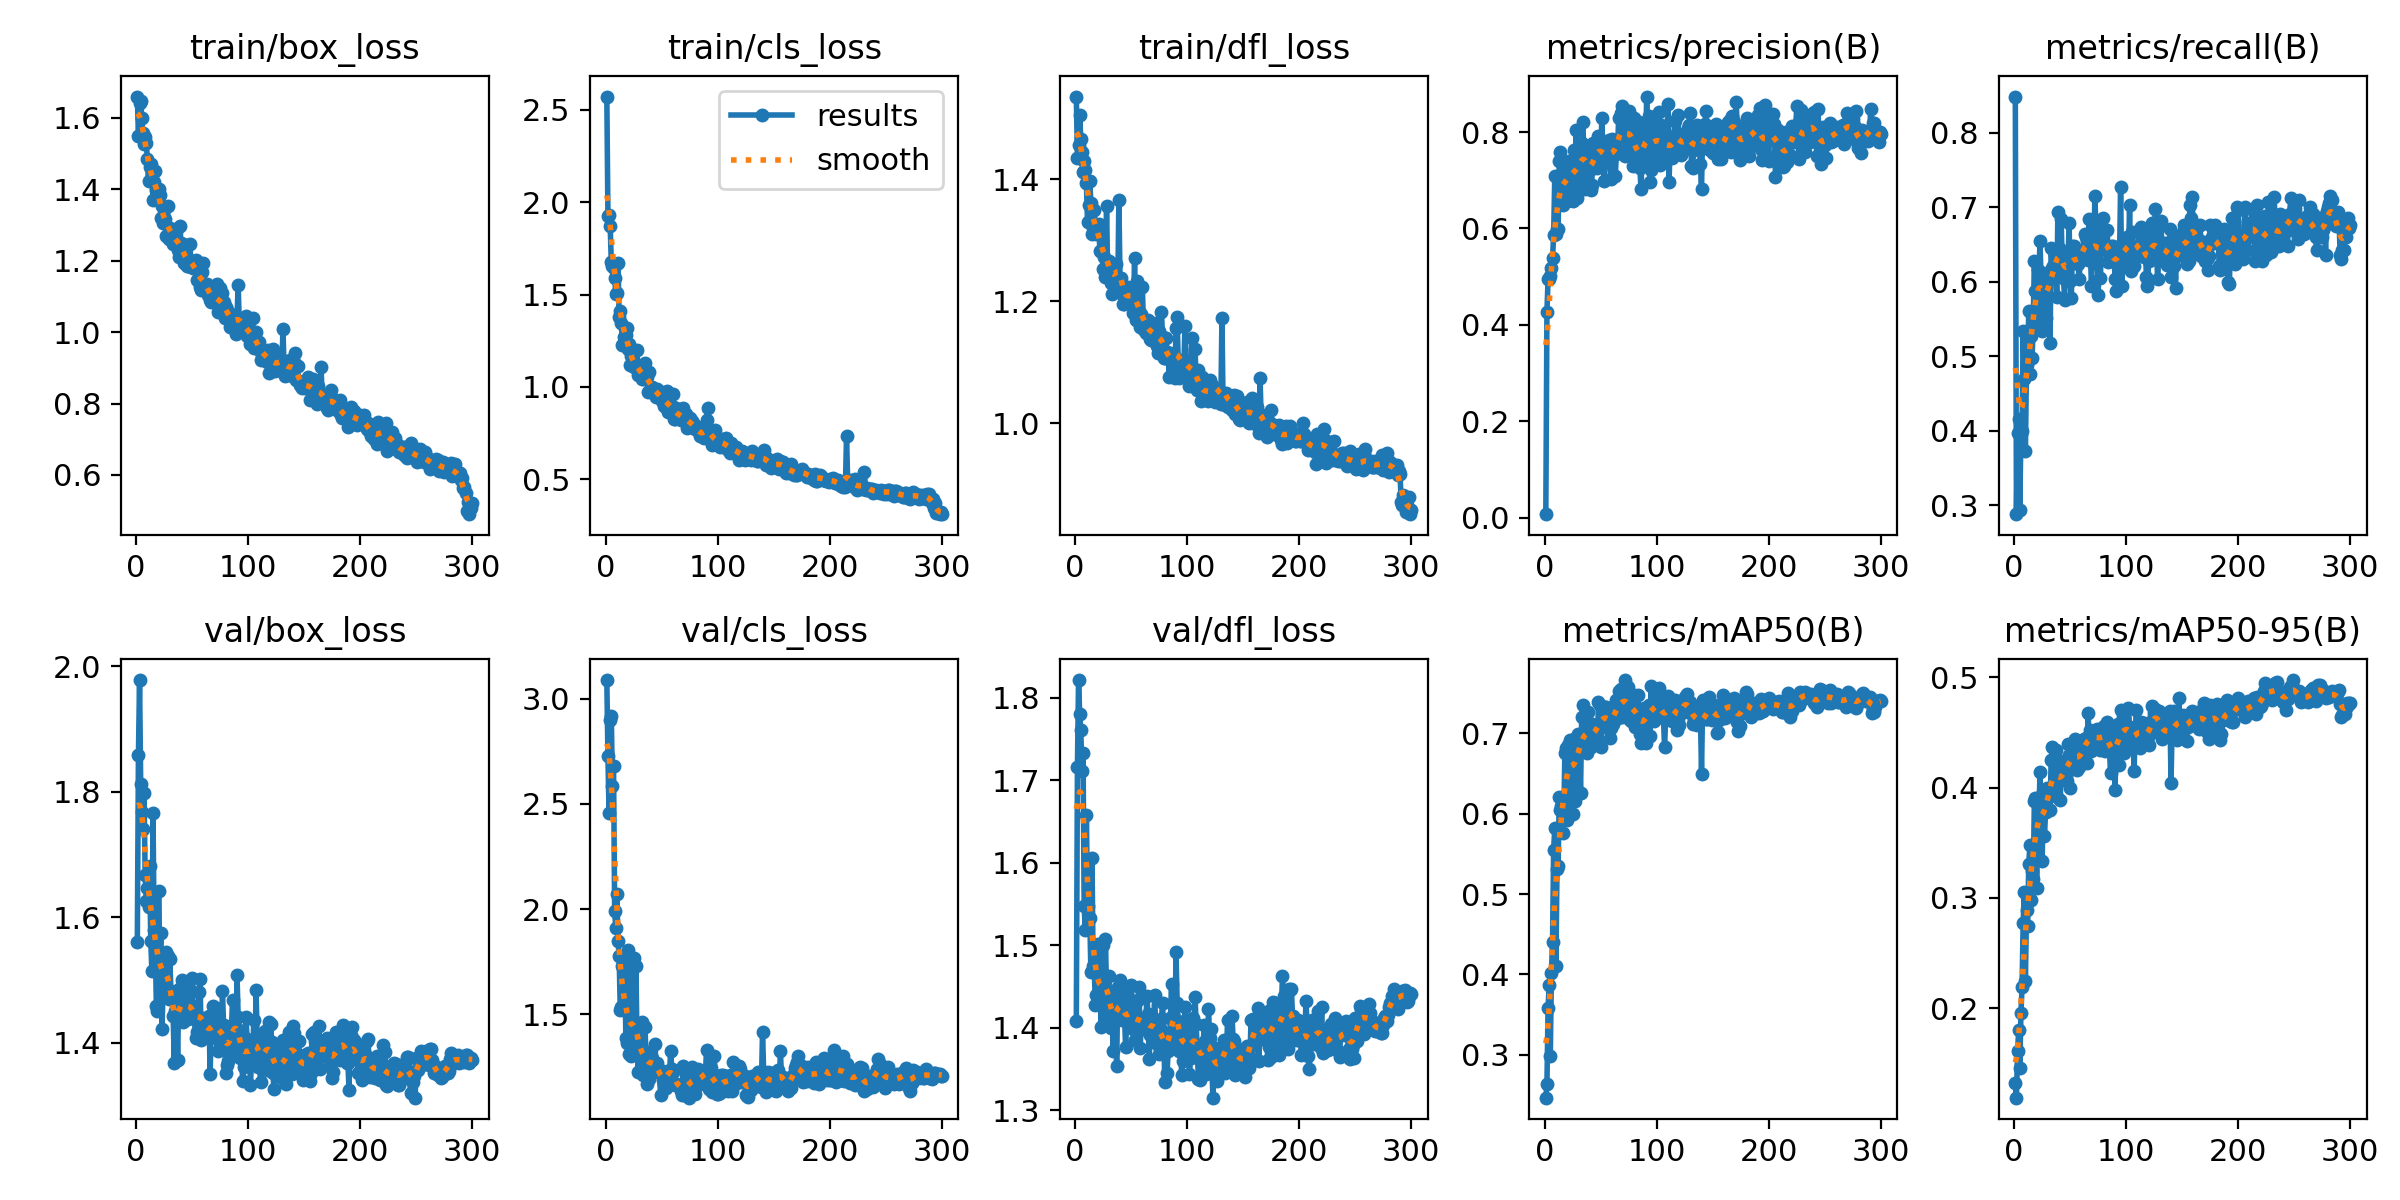 train/box_loss
1.6
1.4
1.2
1.0
0.8
0.6
0 100 200 300
train/cls_loss
results
smooth
2.5
2.0
1.5
1.0
0.5
0 100 200 300
train/dfl_loss
1.4
1.2
1.0
0 100 200 300
metrics/precision(B)
0.8
0.6
0.4
0.2
0.0
0 100 200 300
metrics/recall(B)
0.8
0.7
0.6
0.5
0.4
0.3
0 100 200 300
val/box_loss
2.0
1.8
1.6
1.4
0 100 200 300
val/cls_loss
3.0
2.5
2.0
1.5
0 100 200 300
val/dfl_loss
1.8
1.7
1.6
1.5
1.4
1.3
0 100 200 300
metrics/mAP50(B)
0.7
0.6
0.5
0.4
0.3
0 100 200 300
metrics/mAP50-95(B)
0.5
0.4
0.3
0.2
0 100 200 300